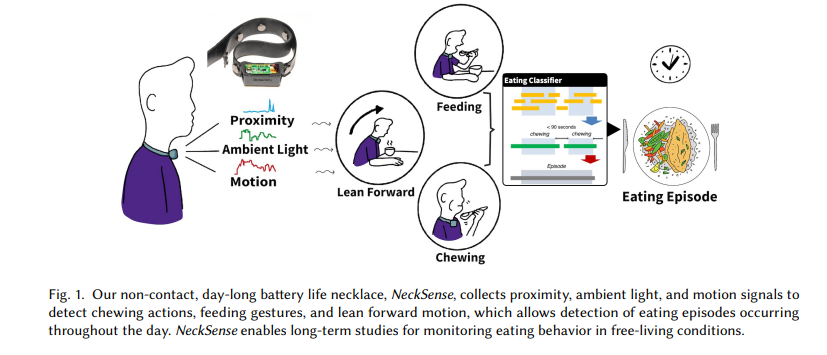 Proximity
Ambient Light
Motion
Lean Forward
Feeding
Chewing
Eating Classifier
< 90 seconds
chewing
chewing
Episode
Eating Episode
Fig. 1. Our non-contact, day-long battery life necklace, NeckSense, collects proximity, ambient light, and motion signals to
detect chewing actions, feeding gestures, and lean forward motion, which allows detection of eating episodes occurring
throughout the day. NeckSense enables long-term studies for monitoring eating behavior in free-living conditions.